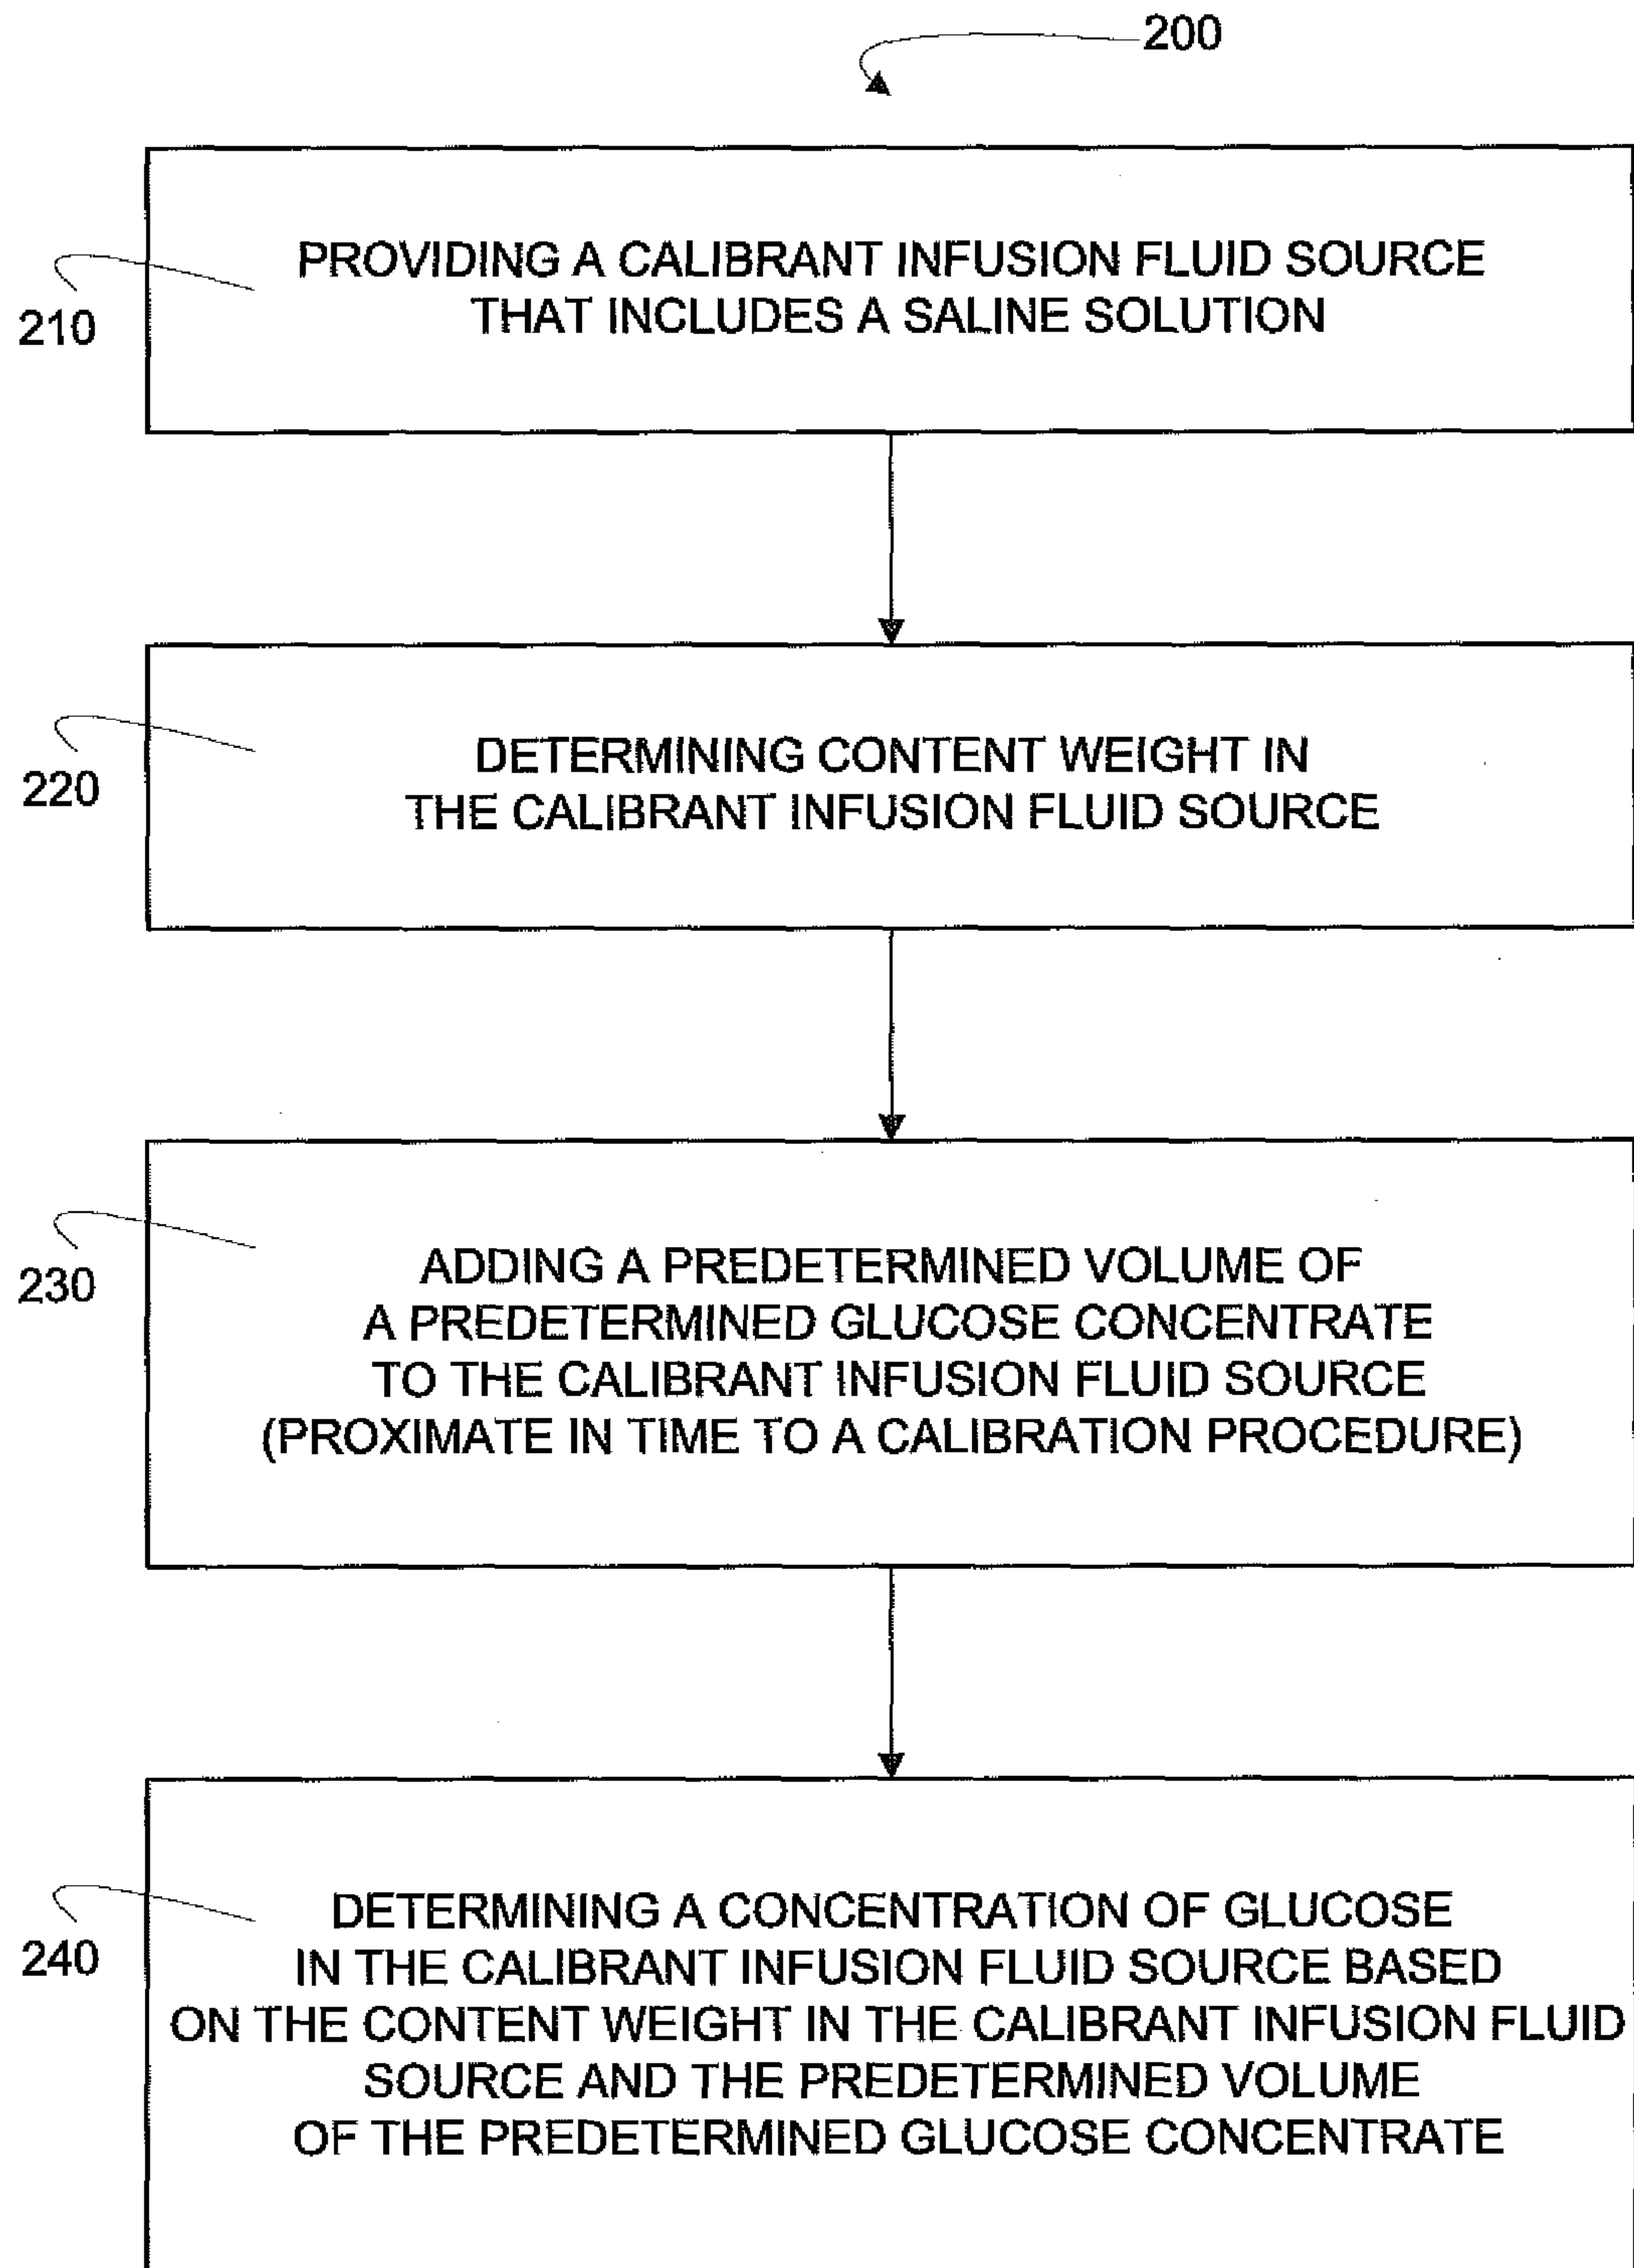 200
PROVIDING A CALIBRANT INFUSION FLUID SOURCE
THAT INCLUDES A SALINE SOLUTION
210
DETERMINING CONTENT WEIGHT IN
THE CALIBRANT INFUSION FLUID SOURCE
220
ADDING A PREDETERMINED VOLUME OF
A PREDETERMINED GLUCOSE CONCENTRATE
TO THE CALIBRANT INFUSION FLUID SOURCE
(PROXIMATE IN TIME TO A CALIBRATION PROCEDURE)
230
DETERMINING A CONCENTRATION OF GLUCOSE
IN THE CALIBRANT INFUSION FLUID SOURCE BASED
ON THE CONTENT WEIGHT IN THE CALIBRANT INFUSION FLUID
SOURCE AND THE PREDETERMINED VOLUME
OF THE PREDETERMINED GLUCOSE CONCENTRATE
240